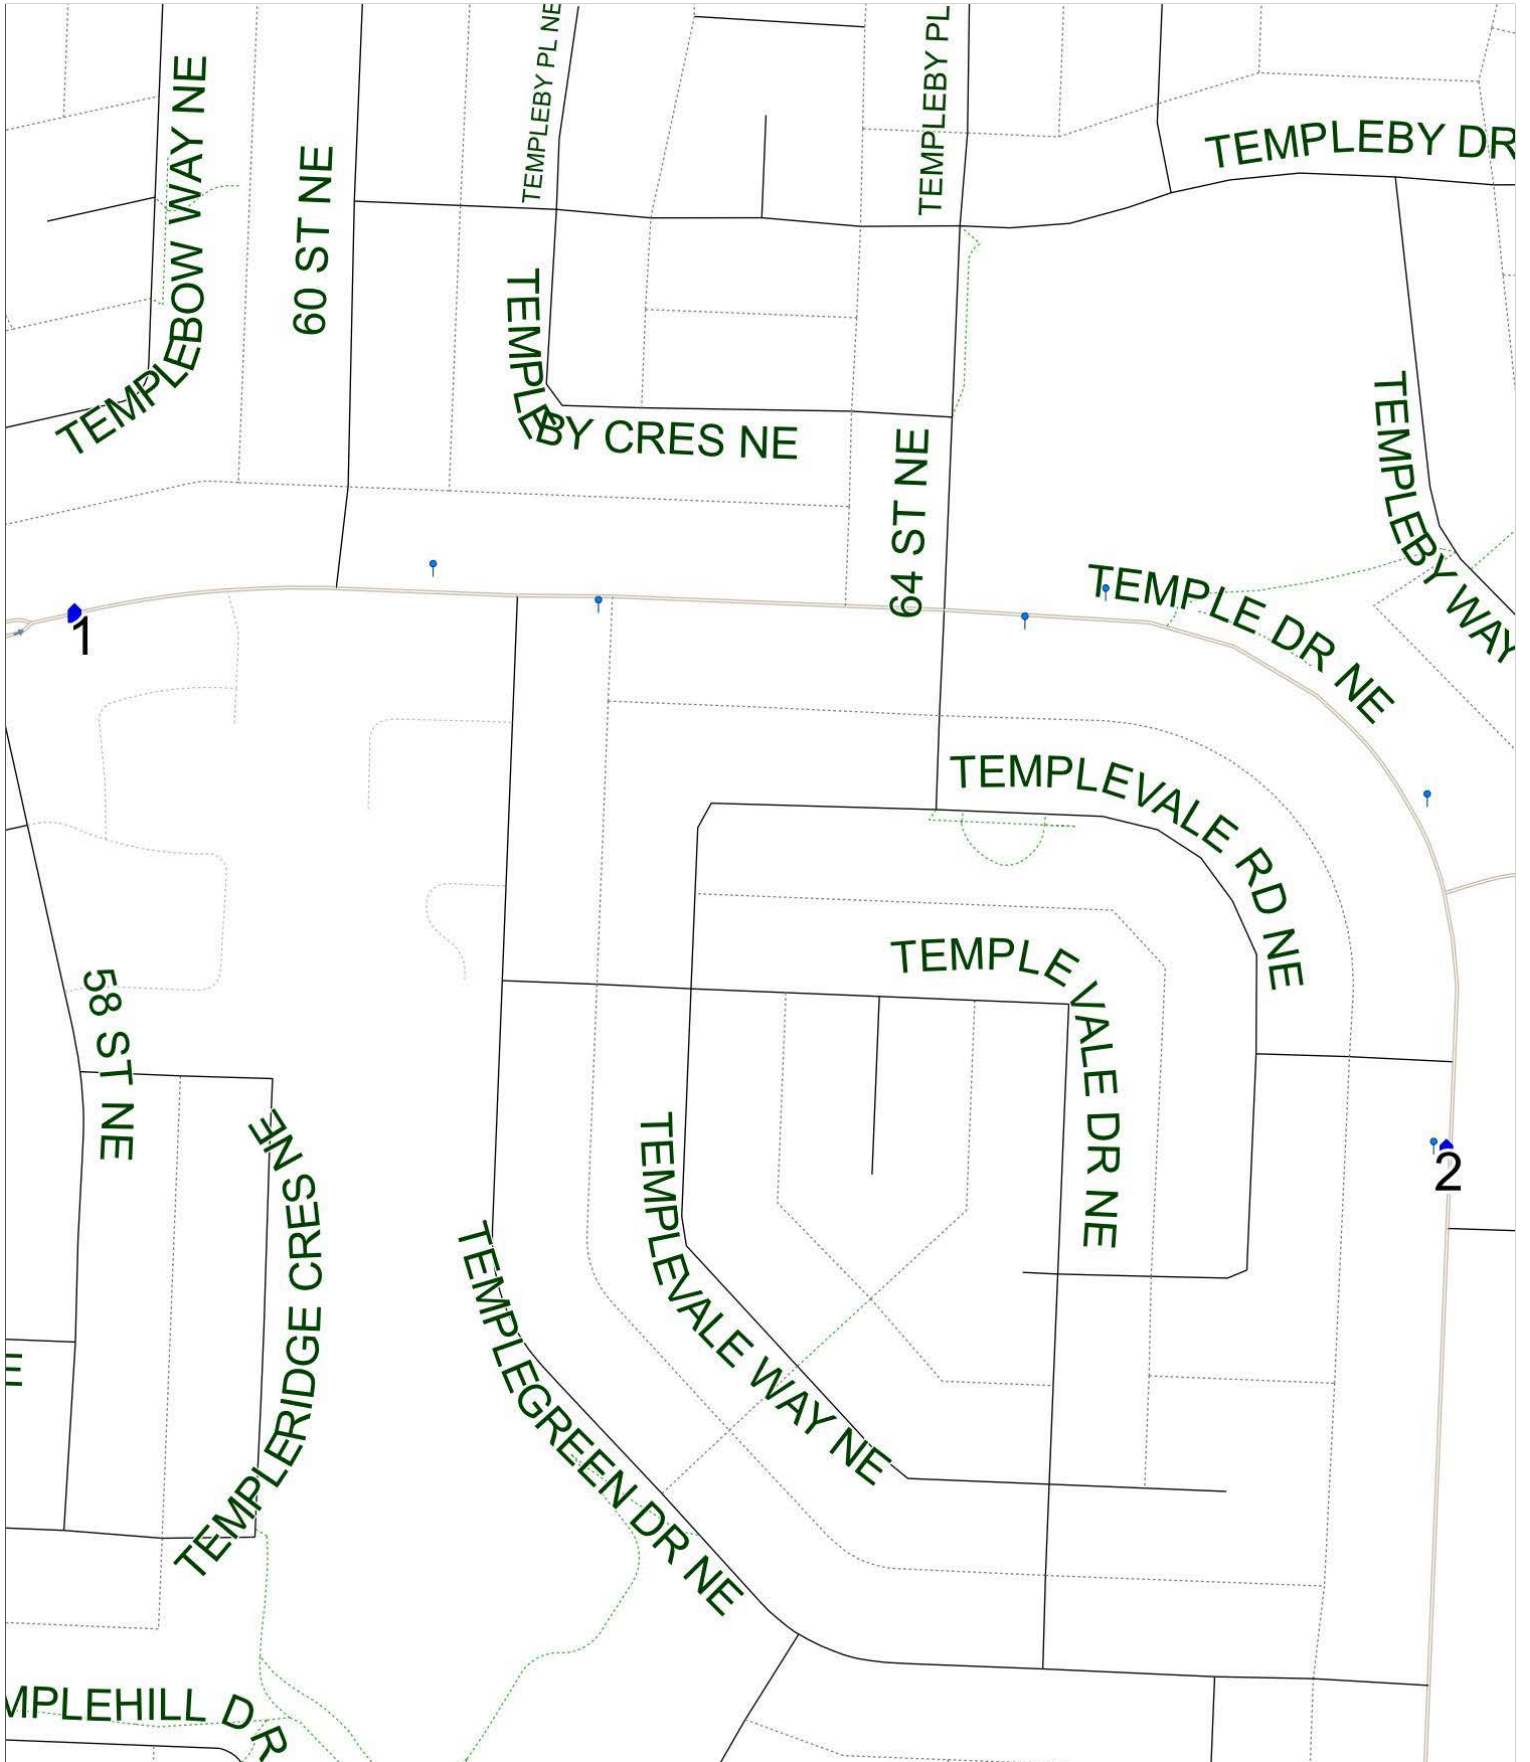 TEMPLEBOW WAY NE
60 ST NE
TEMPLEBY PL NE
TEMPLEBY PL
TEMPLEBY DR
TEMPLEBY CRES NE
64 ST NE
TEMPLEBY WAY
TEMPLE DR NE
1
TEMPLEVALE RD NE
TEMPLEVALE DR NE
58 ST NE
TEMPLERIDGE CRES NE
TEMPLEVALE WAY NE
2
TEMPLEGREEN DR NE
E
MPLEHILL DR